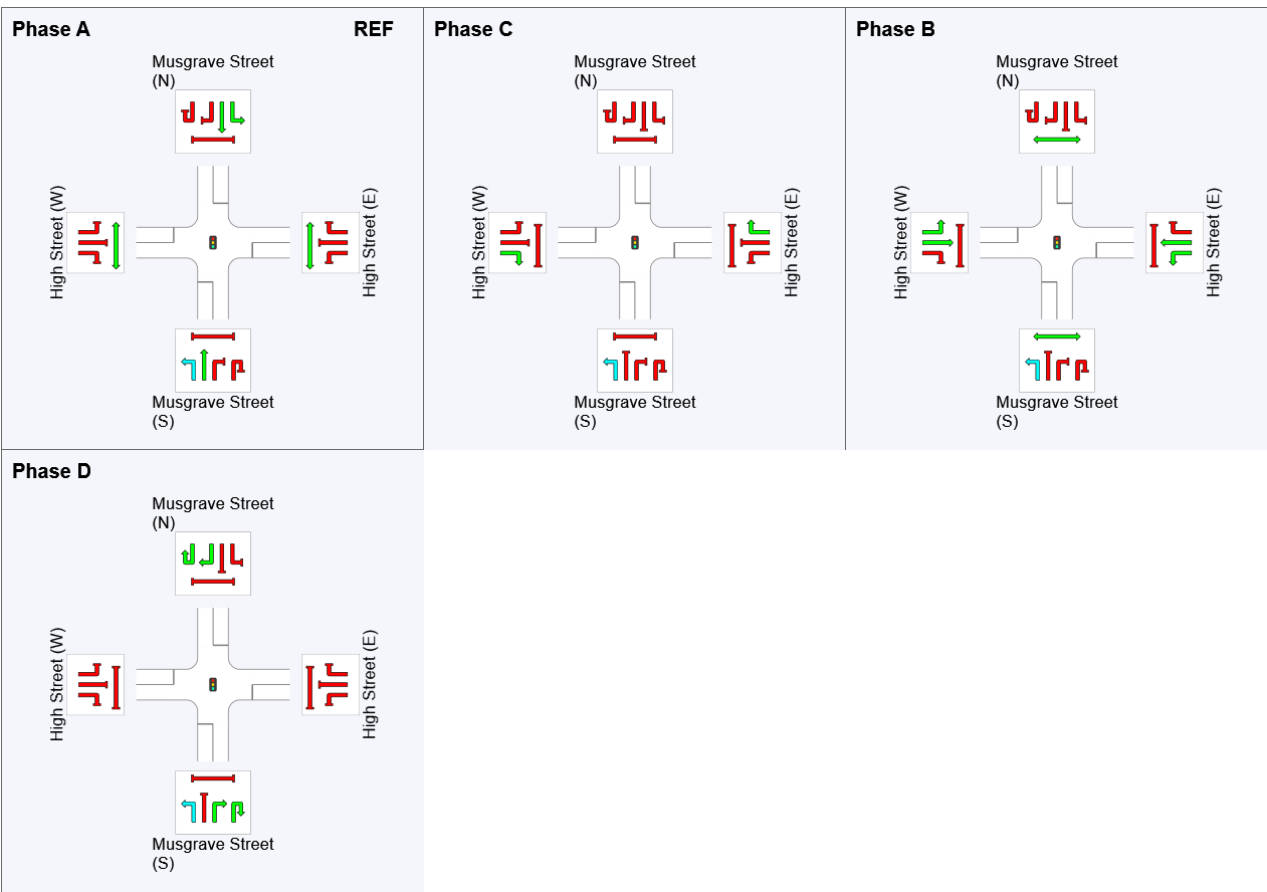 Phase A
REF
Musgrave Street
(N)
High Street (W)
High Street (E)
Musgrave Street
(S)
Phase C
Musgrave Street
(N)
High Street (W)
High Street (E)
Musgrave Street
(S)
Phase B
Musgrave Street
(N)
High Street (W)
High Street (E)
Musgrave Street
(S)
Phase D
Musgrave Street
(N)
High Street (W)
High Street (E)
Musgrave Street
(S)